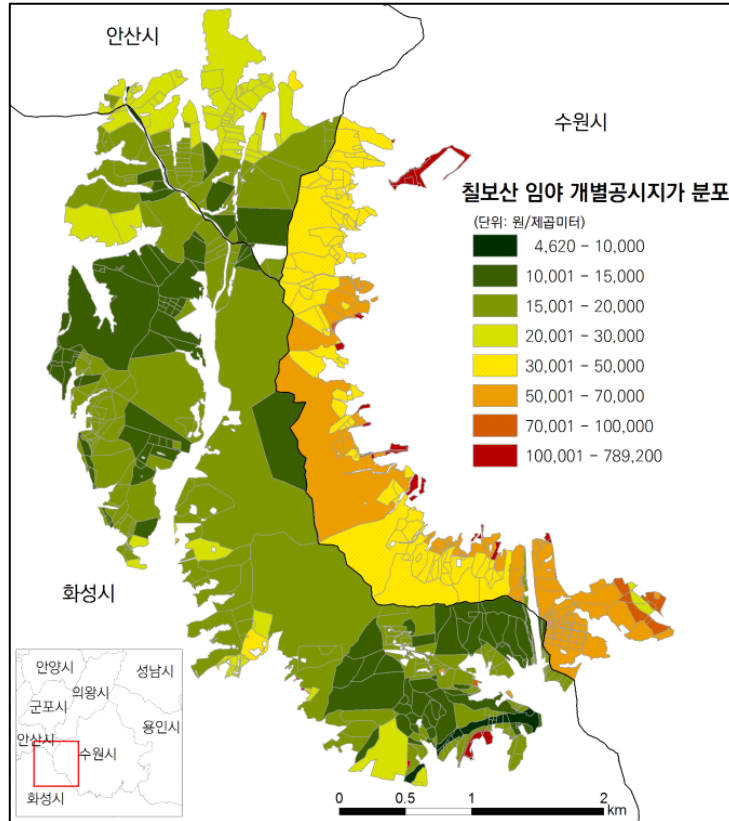 안산시
수원시
칠보산 임야 개별공시지가 분포
(단위: 원/제곱미터)
4,620 - 10,000
10,001 - 15,000
15,001 - 20,000
20,001 - 30,000
30,001 - 50,000
50,001 - 70,000
70,001 - 100,000
100,001 - 789,200
화성시
안양시
성남시
의왕시
군포시
용인시
안산시
수원시
화성시
0 0.5 1 2
km